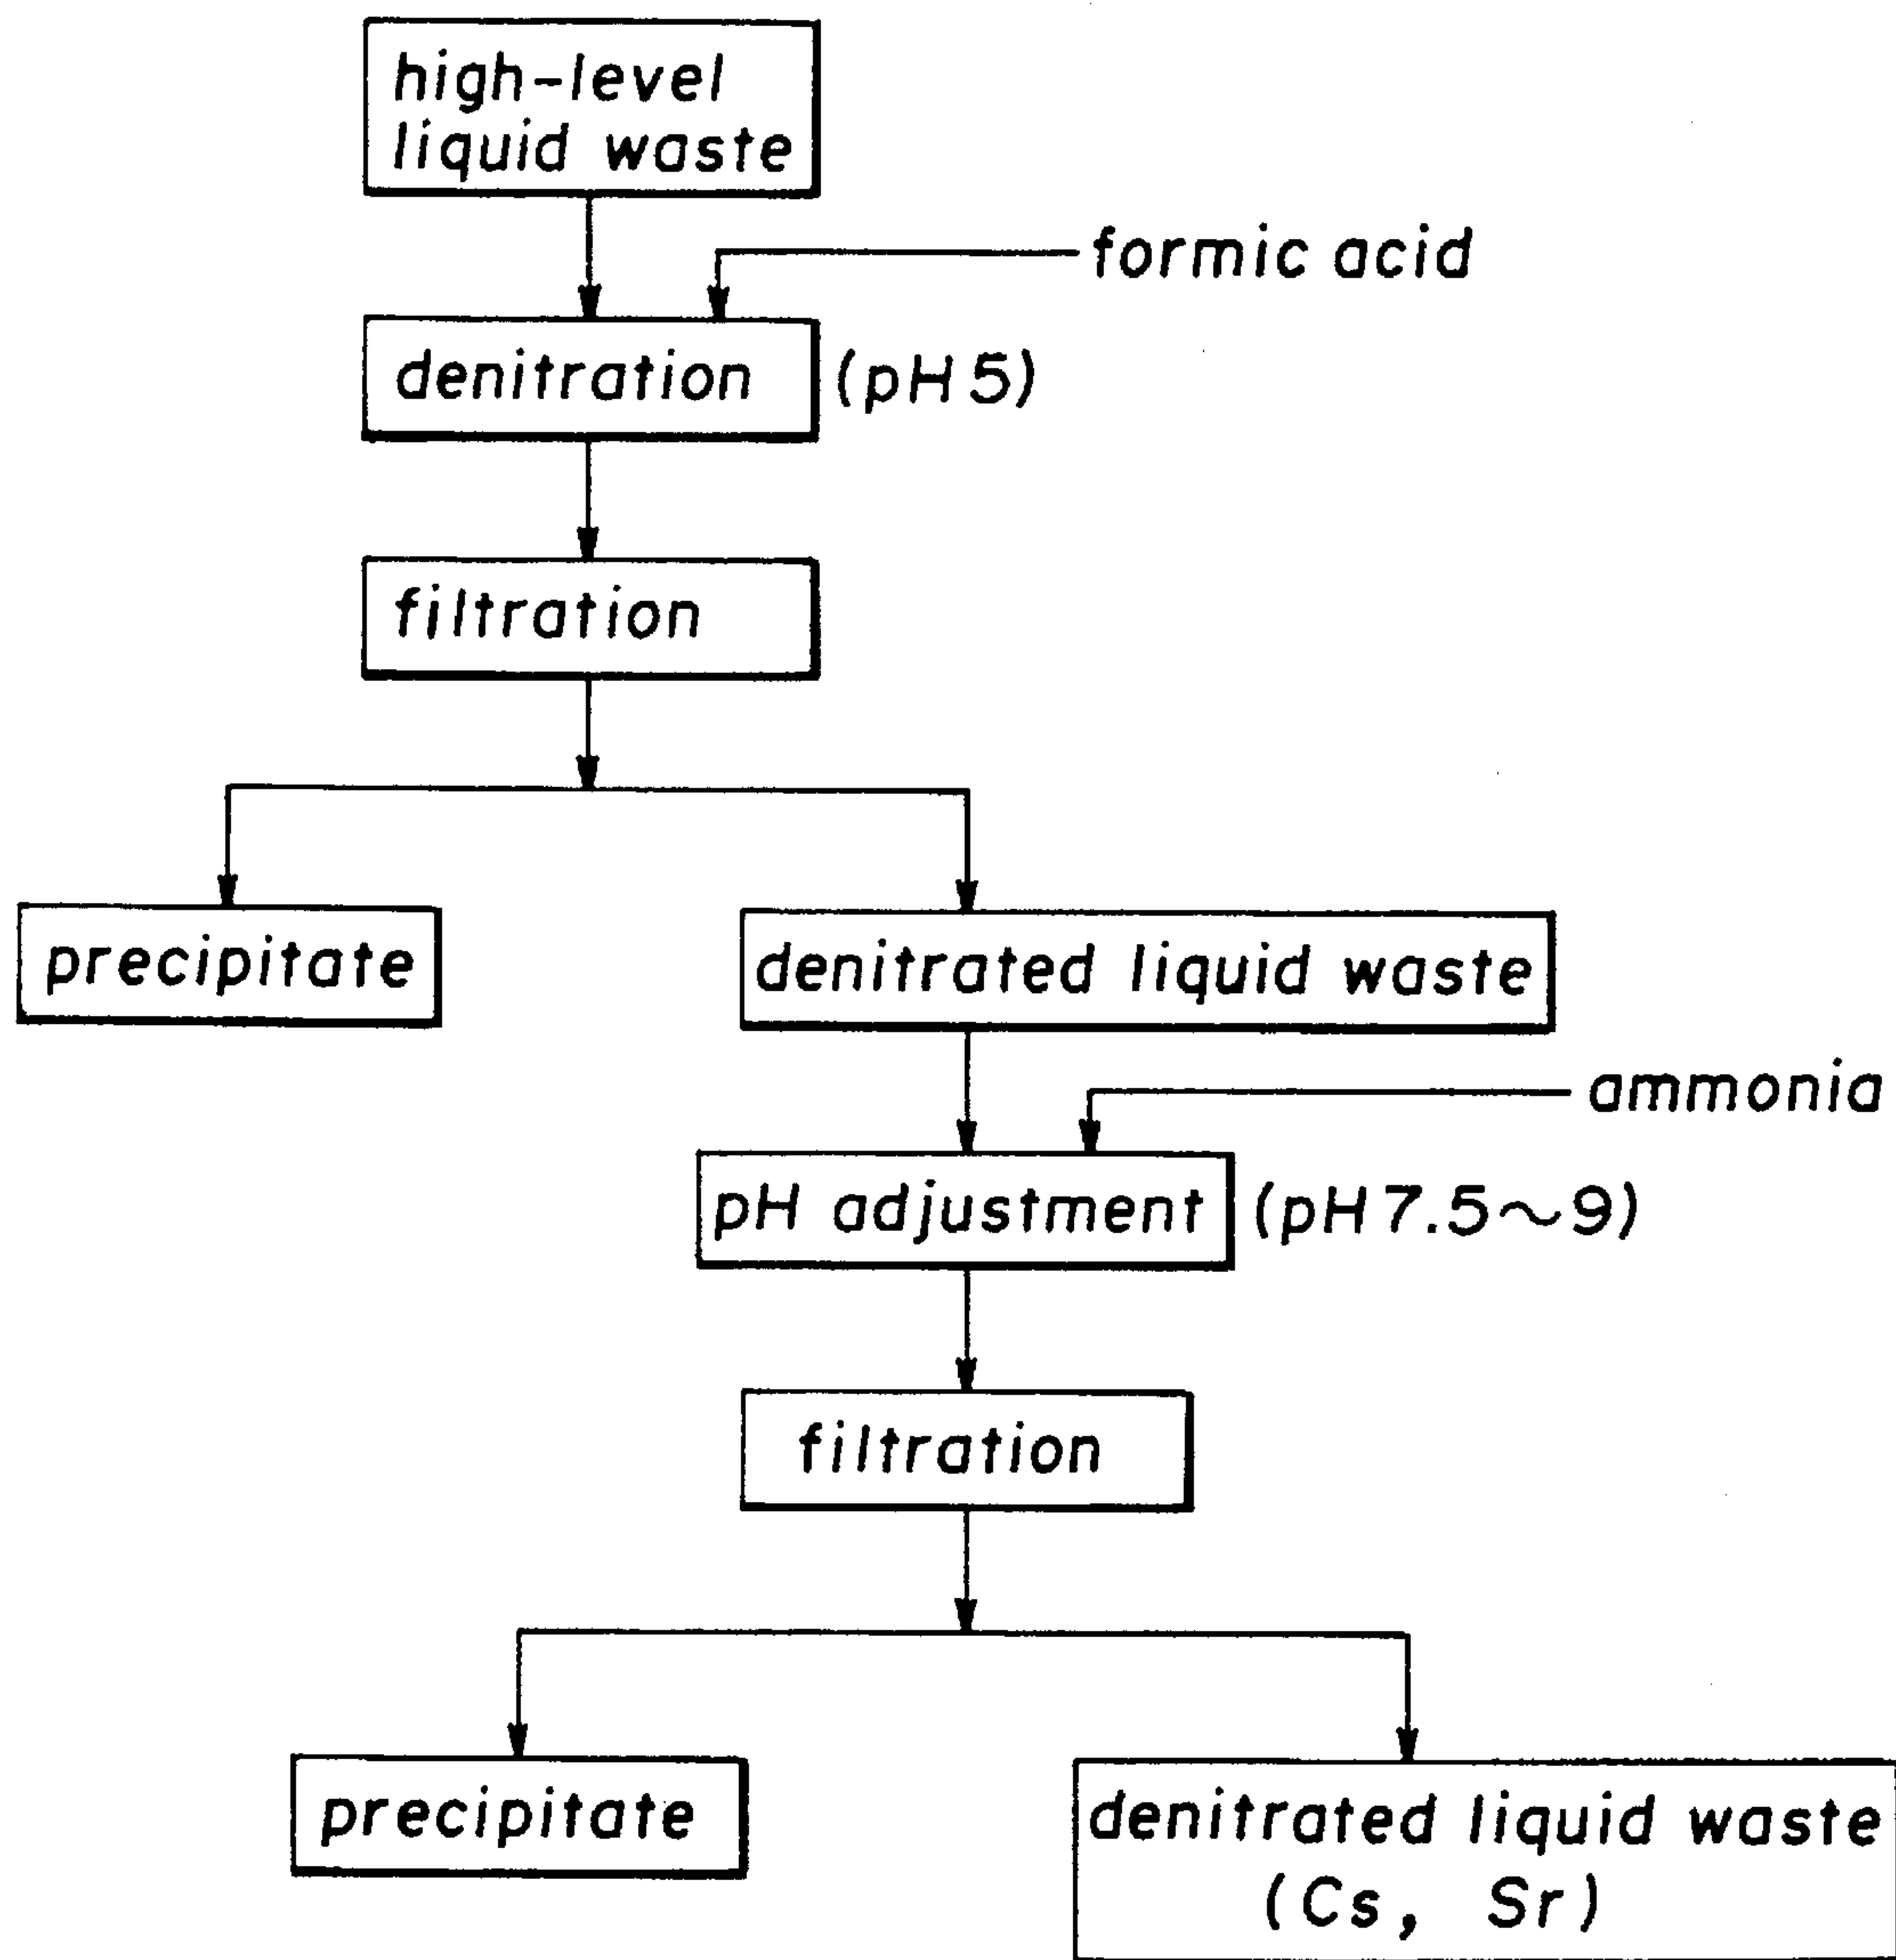 high-level
liquid waste
formic acid
denitration (pH 5)
filtration
precipitate
denitrated liquid waste
ammonia
pH adjustment (pH 7.5~9)
filtration
precipitate
denitrated liquid waste
(Cs, Sr)